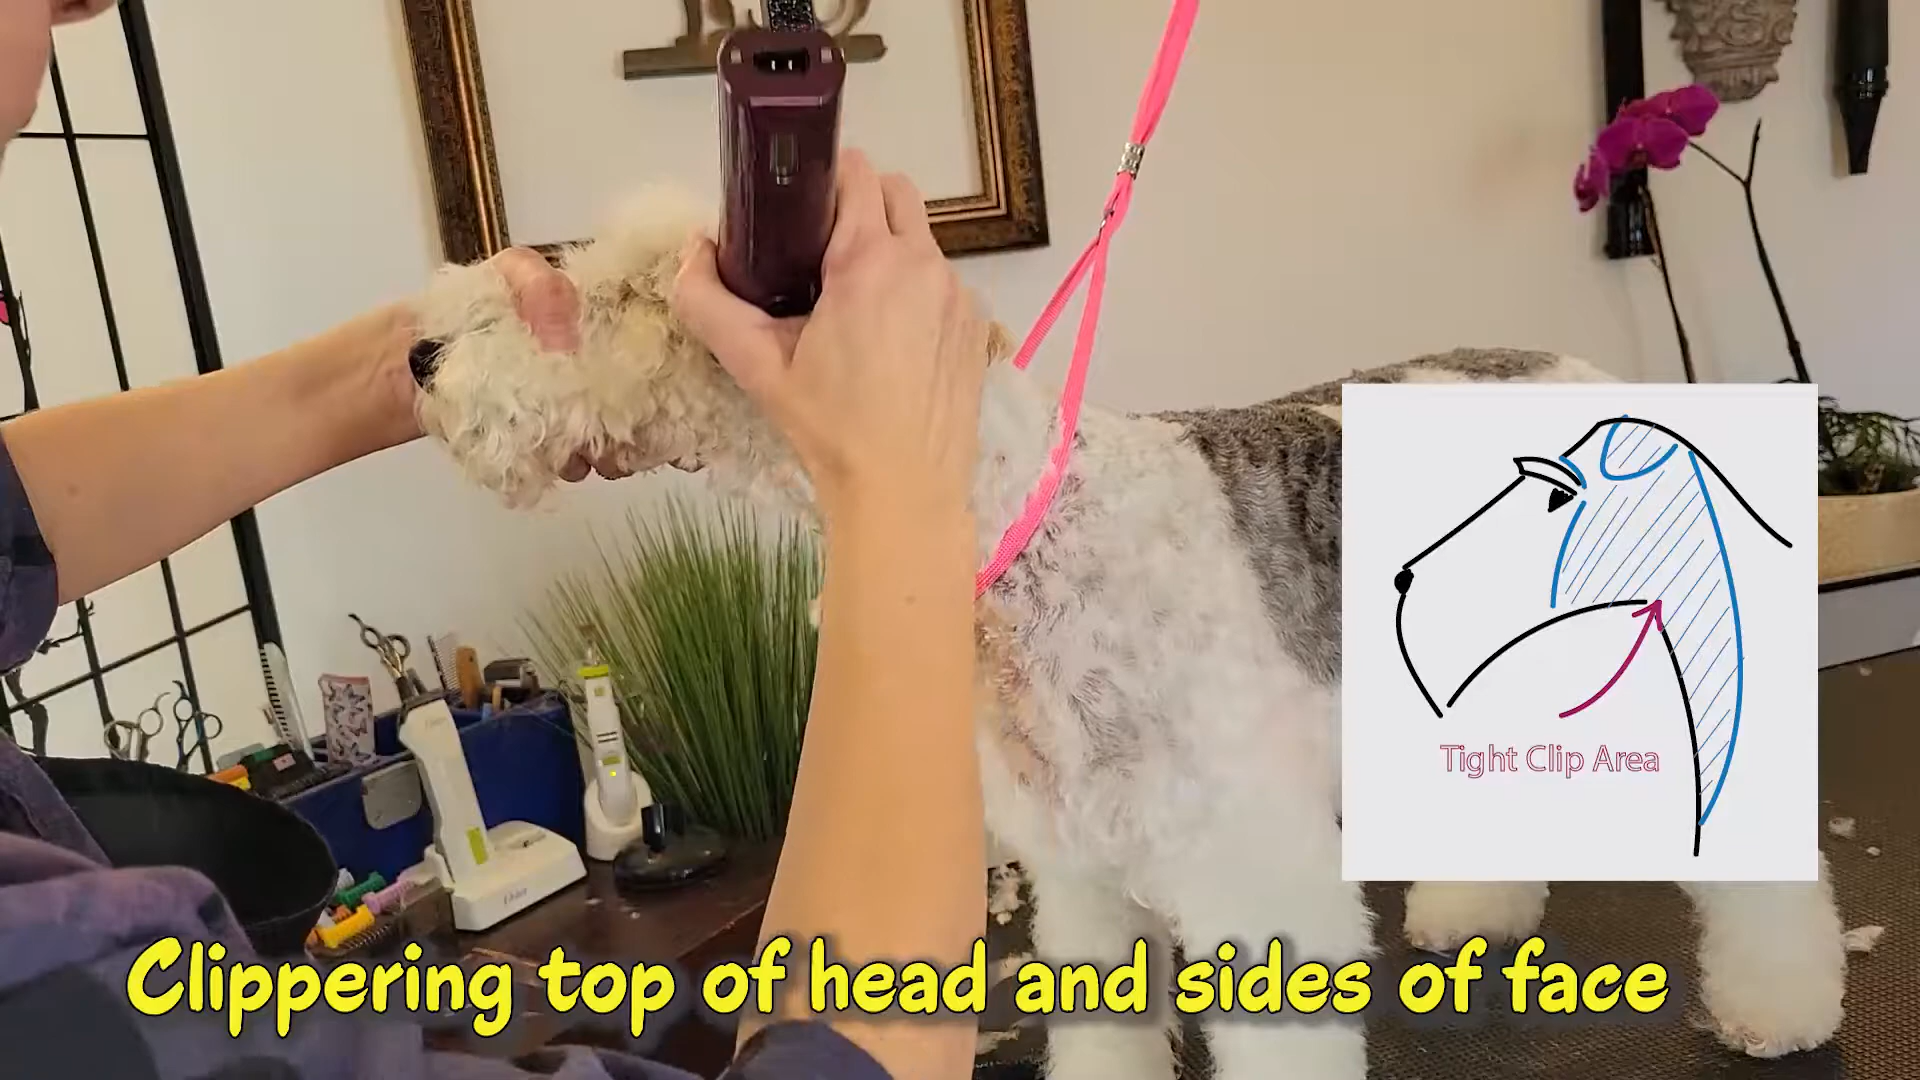 Tight Clip Area
Clippering top of head and sides of face